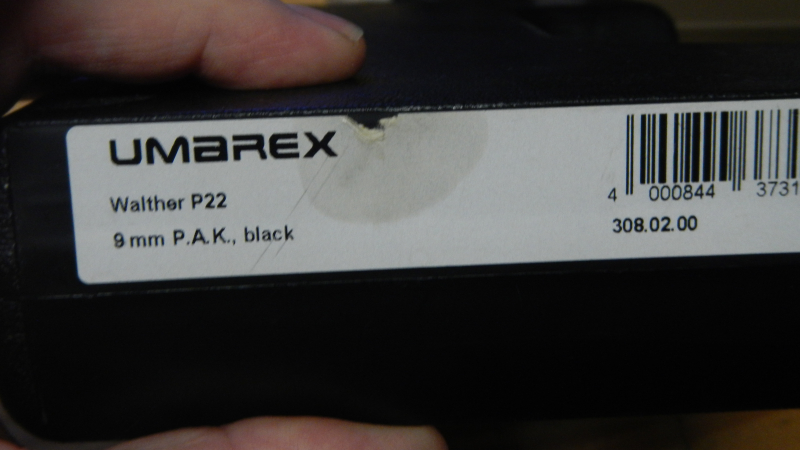 UMAREX
Walther P22
9 mm P.A.K., black
4 000844 3731
308.02.00